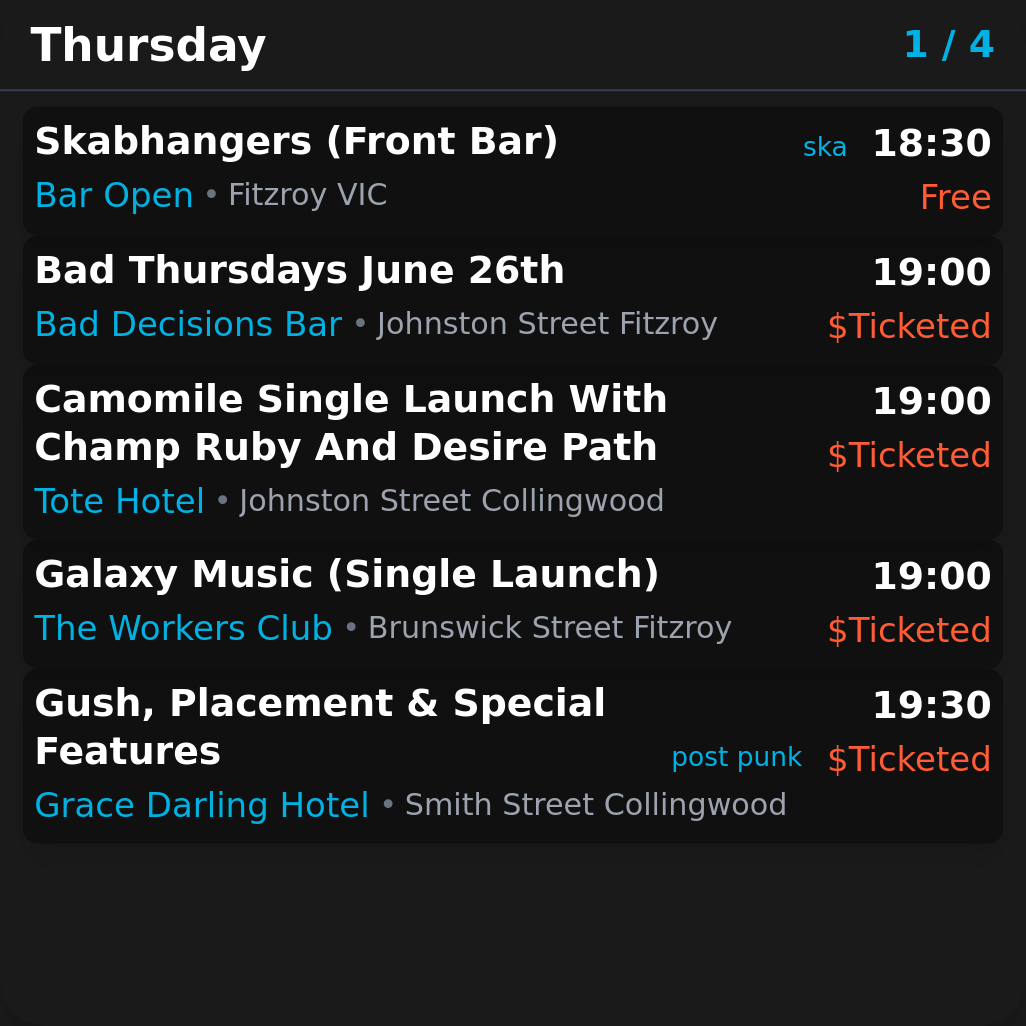 Thursday 1 / 4
Skabhangers (Front Bar) ska 18:30
Bar Open • Fitzroy VIC Free
Bad Thursdays June 26th 19:00
Bad Decisions Bar • Johnston Street Fitzroy $Ticketed
Camomile Single Launch With 19:00
Champ Ruby And Desire Path $Ticketed
Tote Hotel • Johnston Street Collingwood
Galaxy Music (Single Launch) 19:00
The Workers Club • Brunswick Street Fitzroy $Ticketed
Gush, Placement & Special 19:30
Features post punk $Ticketed
Grace Darling Hotel • Smith Street Collingwood